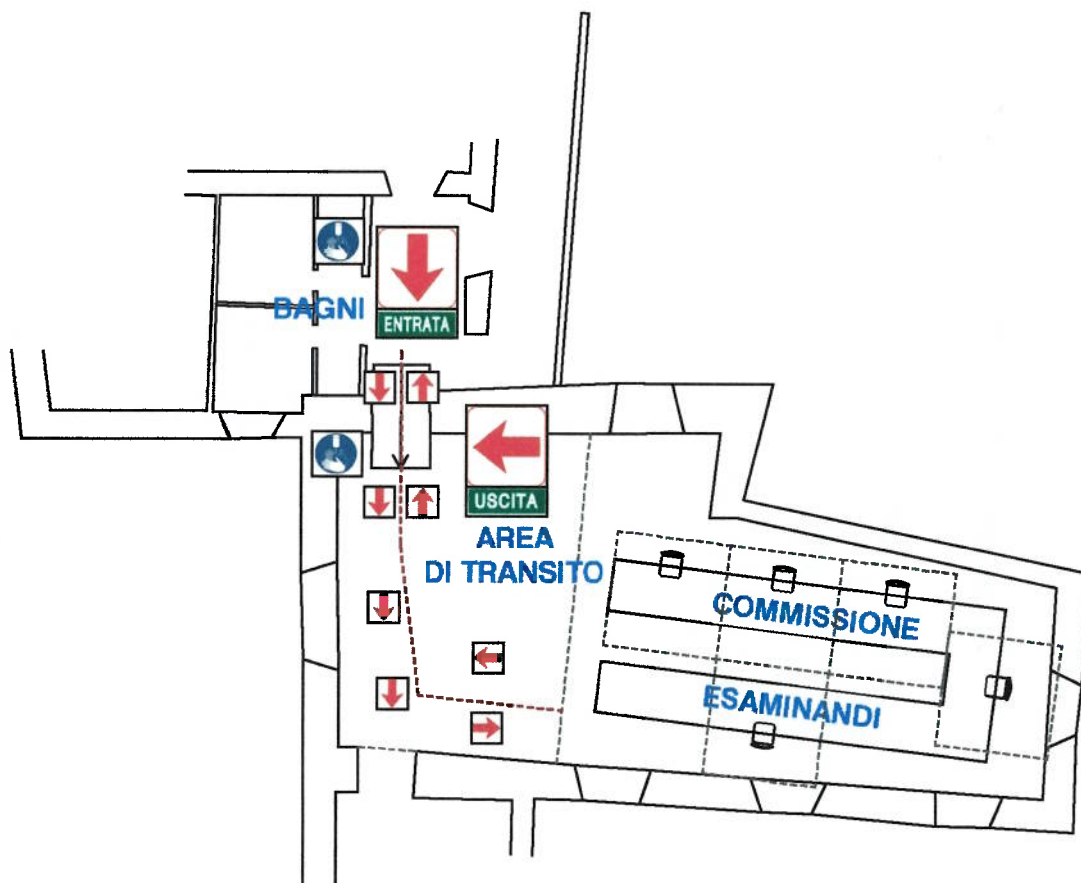 BAGNI
ENTRATA
USCITA
AREA
DI TRANSITO
COMMISSIONE
ESAMINANDI